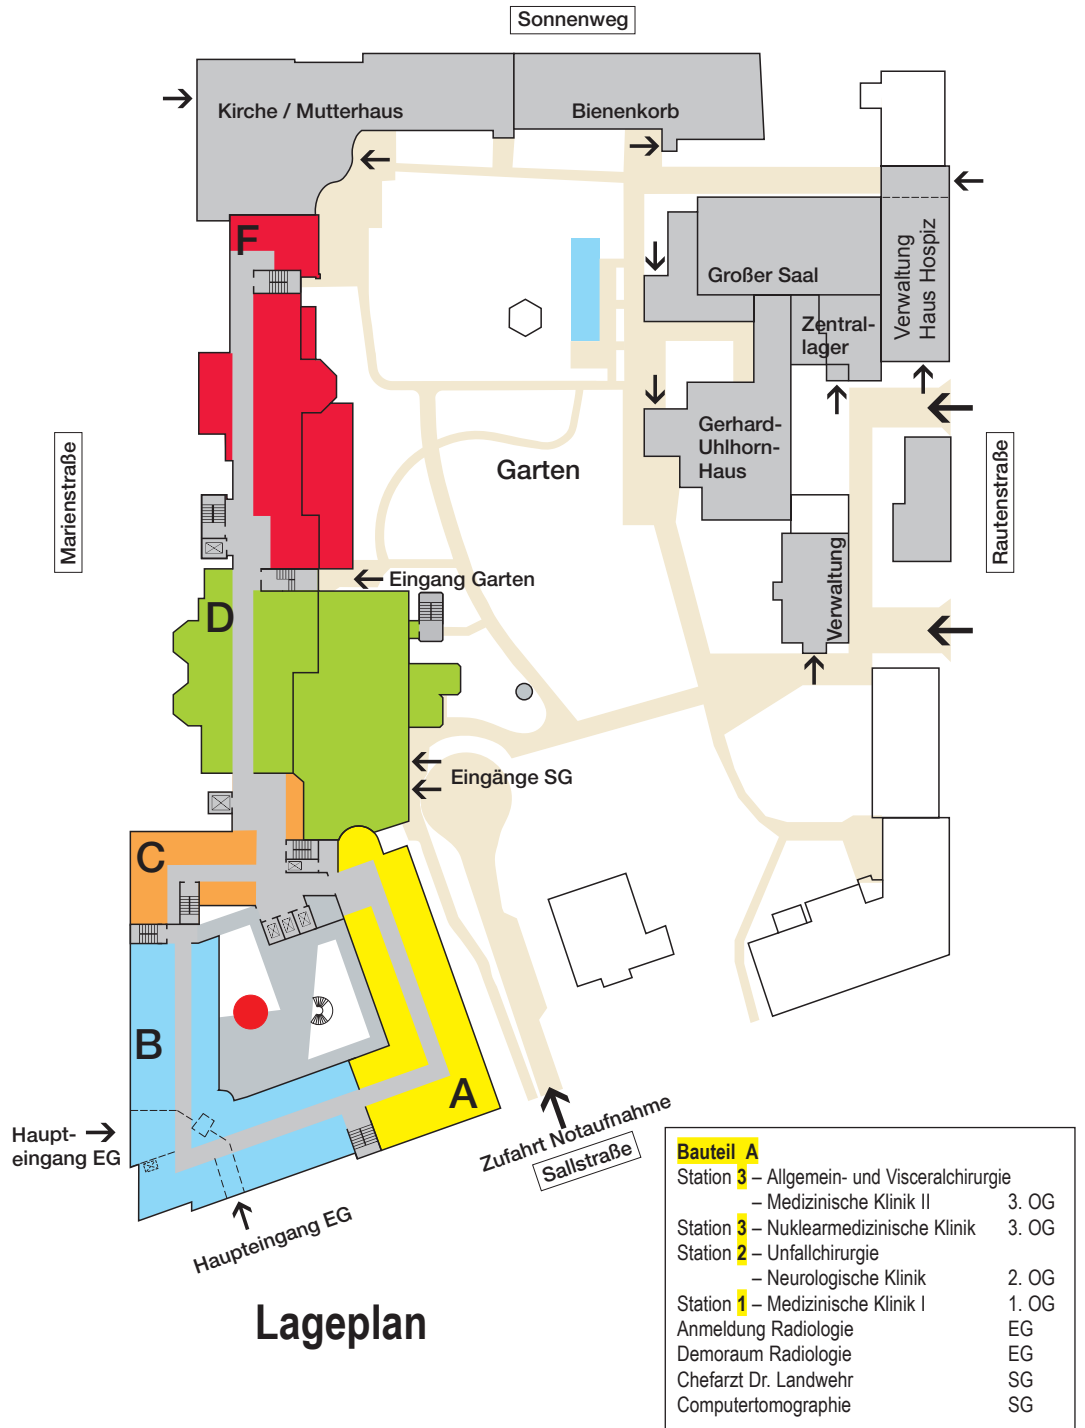 Sonnenweg
Kirche / Mutterhaus
Bienenkorb
F
Großer Saal
Verwaltung
Haus Hospiz
Zentral-
lager
Gerhard-
Uhlhorn-
Haus
Garten
Marienstraße
Rautenstraße
Eingang Garten
Verwaltung
D
Eingänge SG
C
B
A
Haupt-
eingang EG
Zufahrt Notaufnahme
Sallstraße
Haupteingang EG
Lageplan
Bauteil A
Station 3 – Allgemein- und Visceralchirurgie
– Medizinische Klinik II 3. OG
Station 3 – Nuklearmedizinische Klinik 3. OG
Station 2 – Unfallchirurgie
– Neurologische Klinik 2. OG
Station 1 – Medizinische Klinik I 1. OG
Anmeldung Radiologie EG
Demoraum Radiologie EG
Chefarzt Dr. Landwehr SG
Computertomographie SG